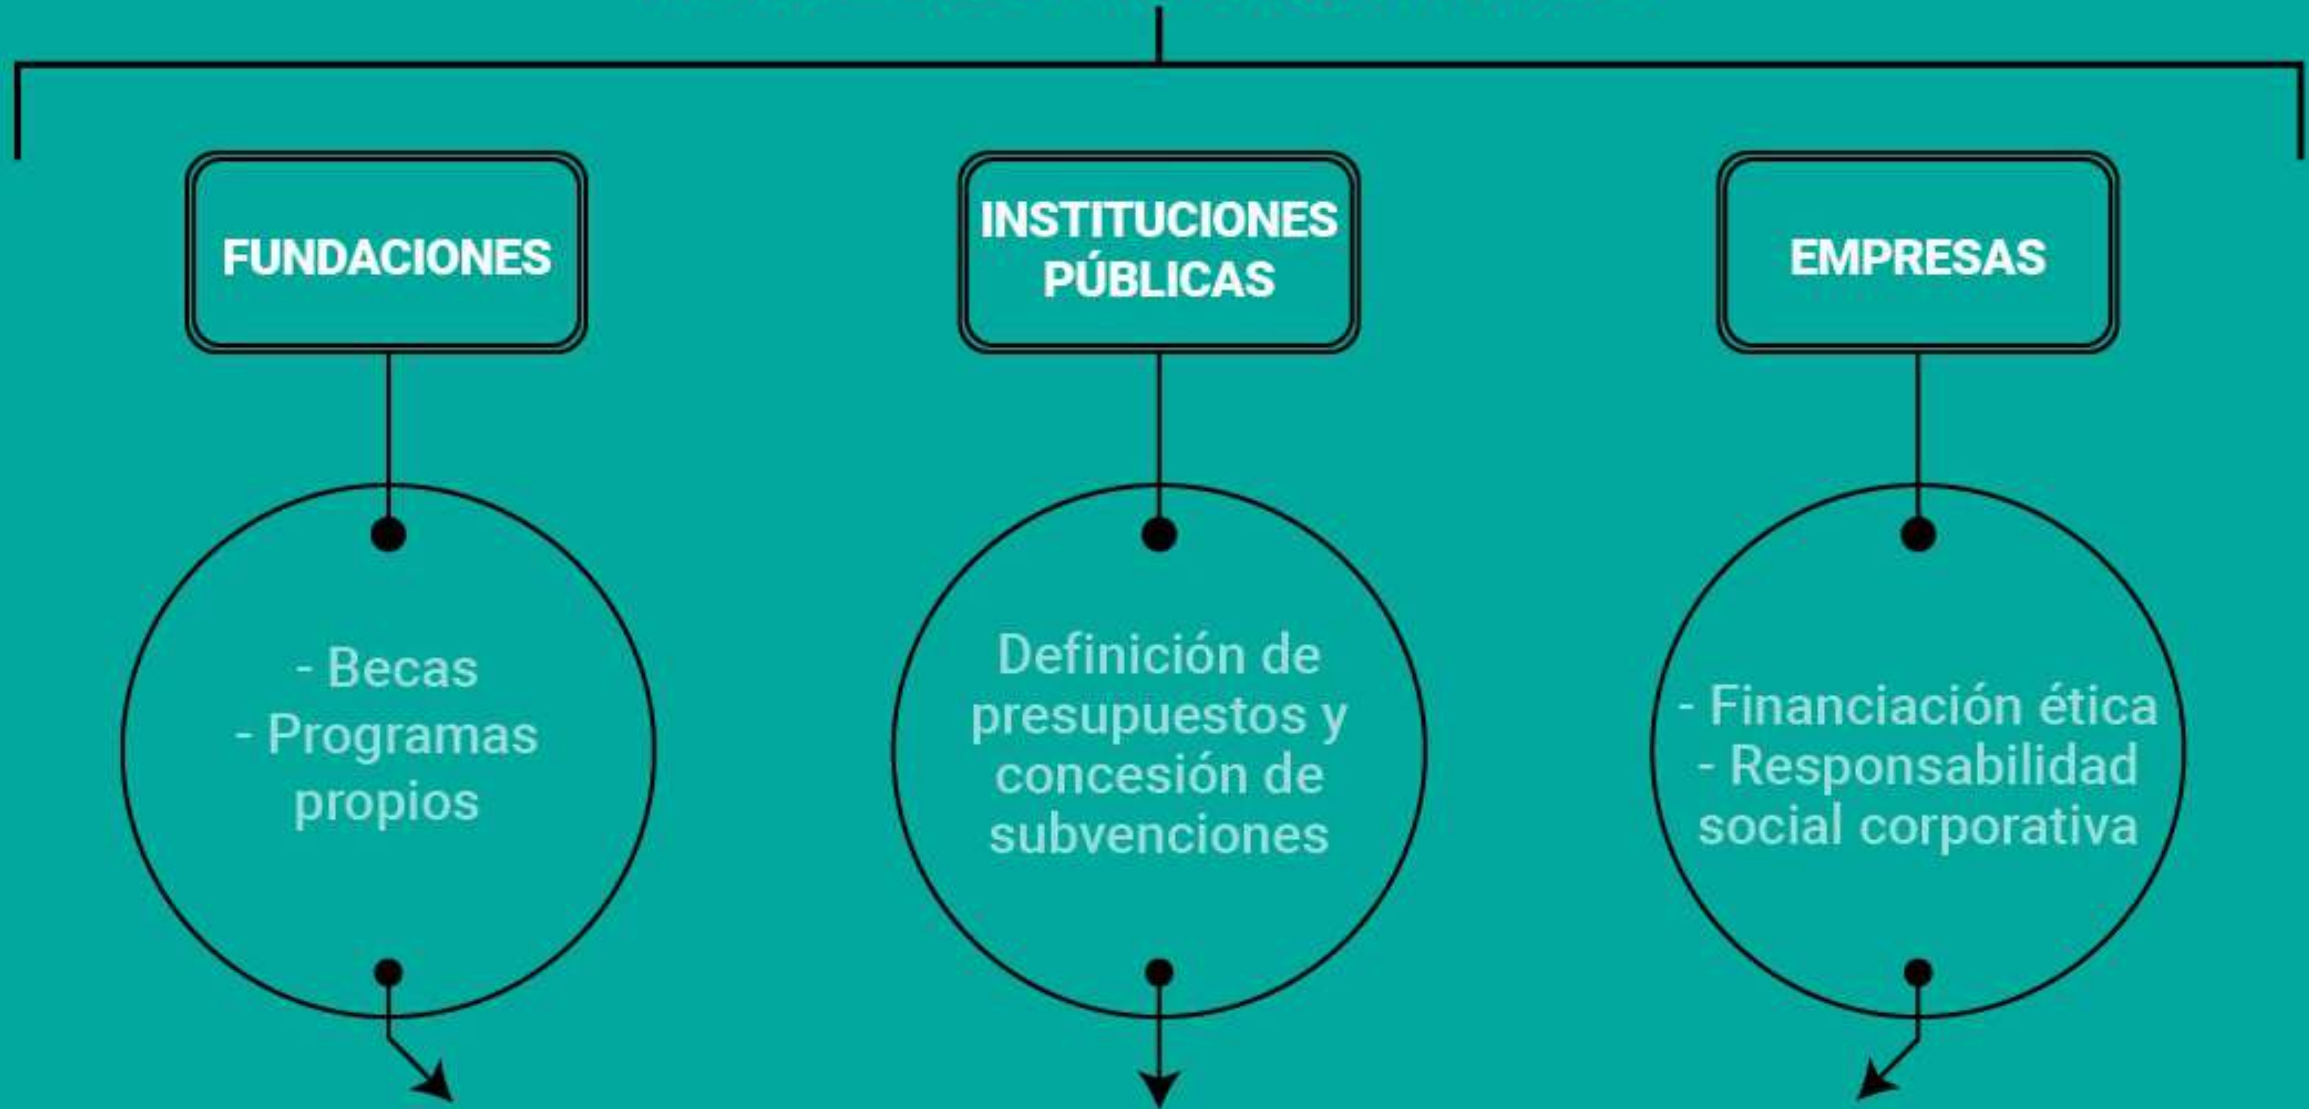 FUNDACIONES
- Becas
- Programas
propios
INSTITUCIONES
PÚBLICAS
Definición de
presupuestos y
concesión de
subvenciones
EMPRESAS
- Financiación ética
- Responsabilidad
social corporativa